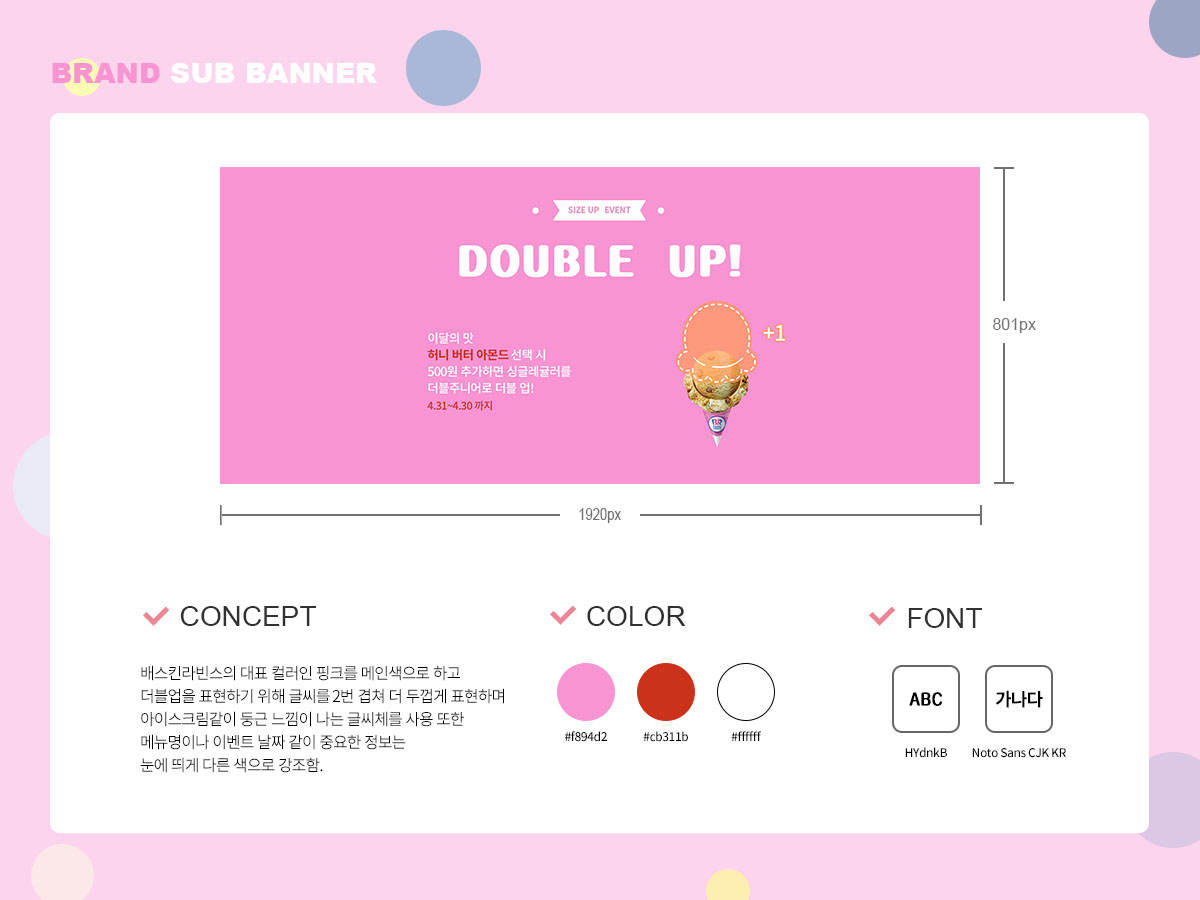 BRAND SUB BANNER
SIZE UP EVENT
DOUBLE UP!
+1
이달의 맛
허니 버터 아몬드 선택 시
500원 추가하면 싱글레귤러를
더블주니어로 더블 업!
4.31~4.30 까지
BR
801px
1920px
CONCEPT
배스킨라빈스의 대표 컬러인 핑크를 메인색으로 하고
더블업을 표현하기 위해 글씨를 2번 겹쳐 더 두껍게 표현하며
아이스크림같이 둥근 느낌이 나는 글씨체를 사용 또한
메뉴명이나 이벤트 날짜 같이 중요한 정보는
눈에 띄게 다른 색으로 강조함.
COLOR
#f894d2
#cb311b
#ffffff
FONT
ABC
가나다
HYdnkB
Noto Sans CJK KR